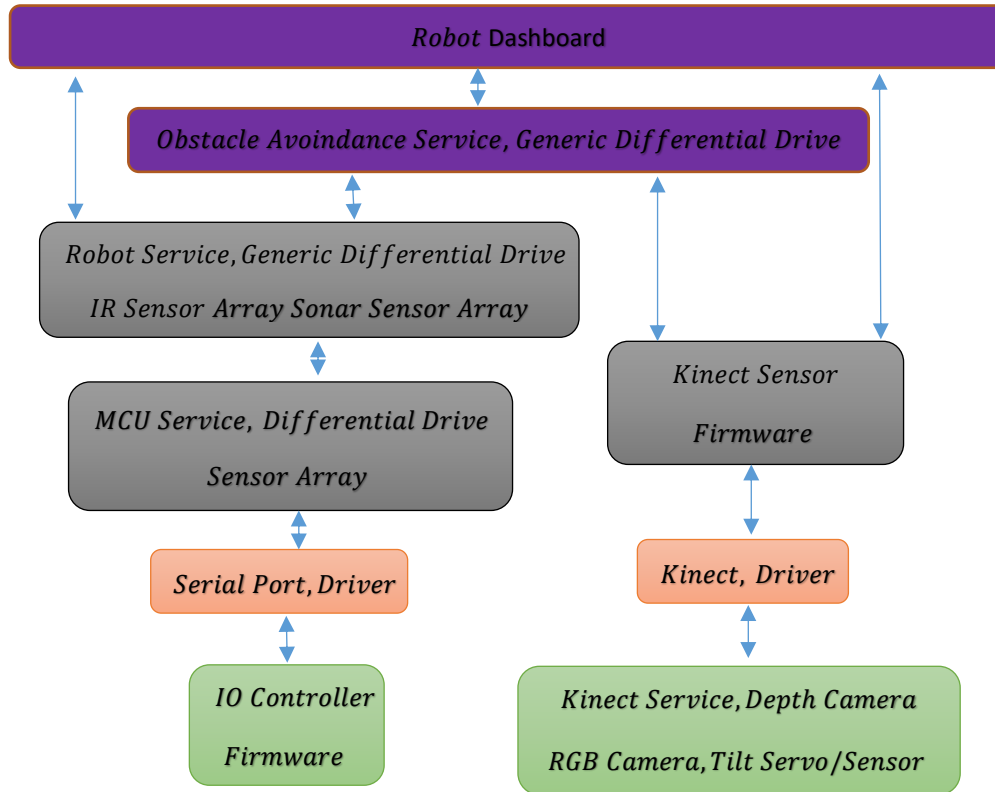 Robot Dashboard
Obstacle Avoindance Service, Generic Differential Drive
Robot Service, Generic Differential Drive
IR Sensor Array Sonar Sensor Array
MCU Service, Differential Drive
Sensor Array
Kinect Sensor
Firmware
Serial Port, Driver
Kinect, Driver
IO Controller
Firmware
Kinect Service, Depth Camera
RGB Camera, Tilt Servo/Sensor